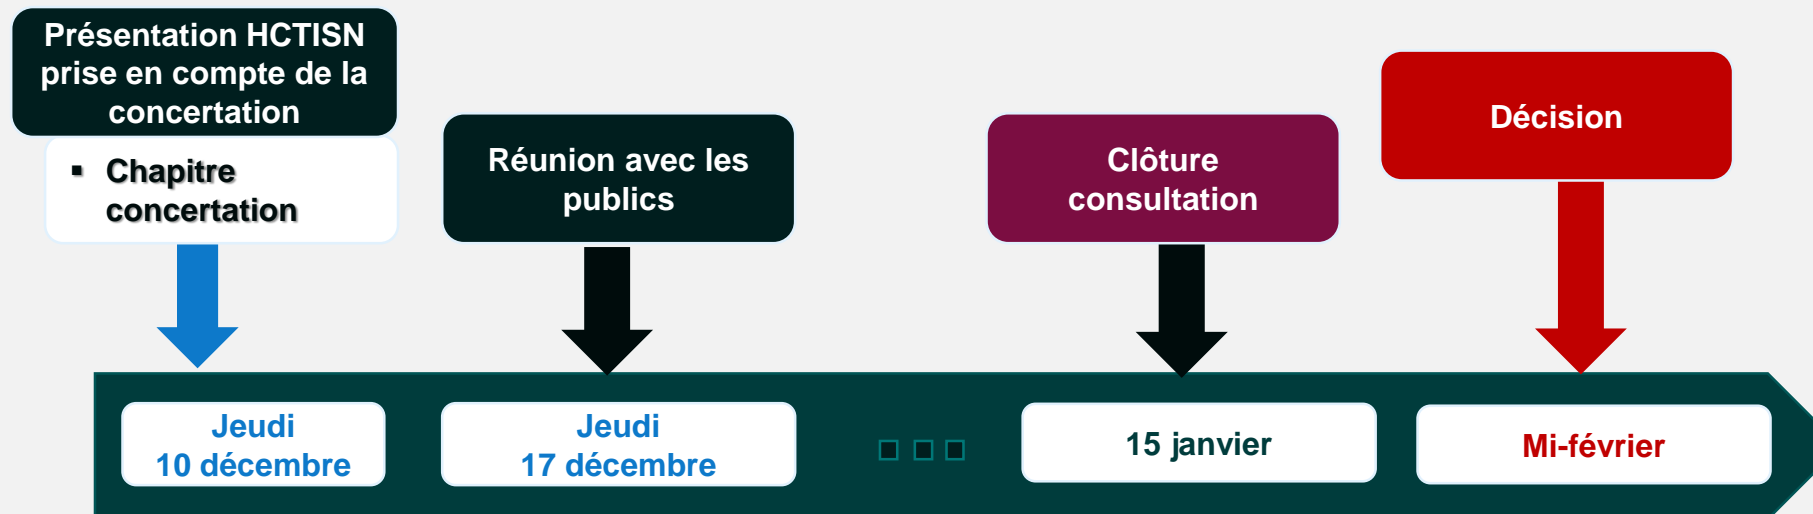 Présentation HCTISN
prise en compte de la
concertation
▪ Chapitre
concertation
Réunion avec les
publics
Clôture
consultation
Décision
Jeudi
10 décembre
Jeudi
17 décembre
15 janvier
Mi-février